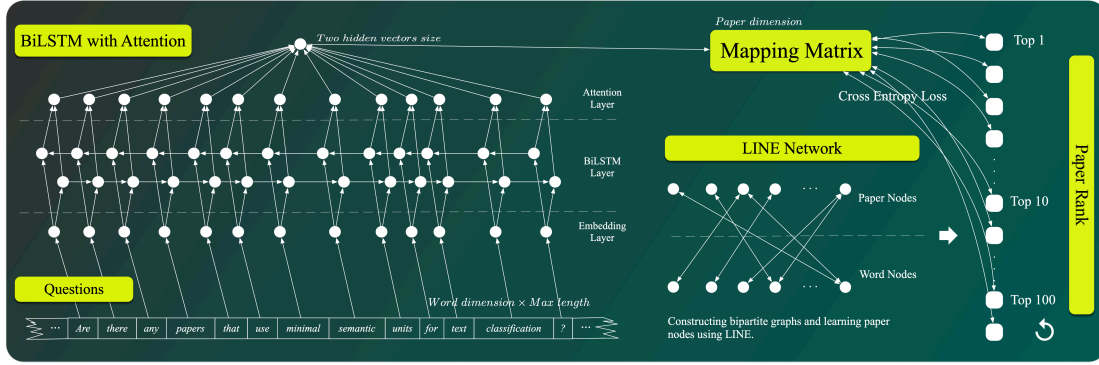 BiLSTM with Attention
Two hidden vectors size
Paper dimension
Mapping Matrix
Top 1
Attention
Layer
Cross Entropy Loss
BiLSTM
Layer
LINE Network
Paper Rank
Paper Nodes
Top 10
Embedding
Layer
Word Nodes
Questions
Word dimension × Max length
Top 100
... Are there any papers that use minimal semantic units for text classification ? ...
Constructing bipartite graphs and learning paper
nodes using LINE.